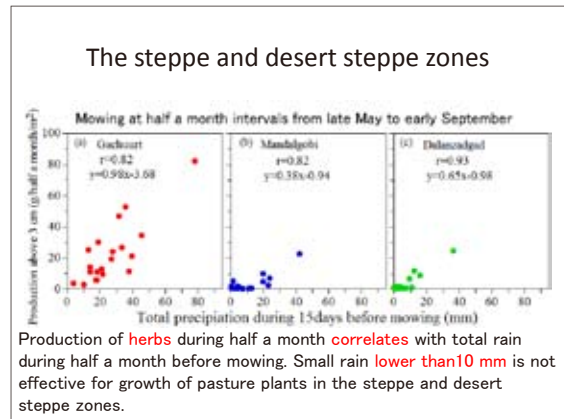 The steppe and desert steppe zones
Mowing at half a month intervals from late May to early September
Production above 3 cm (g/half a month/m²)
100
80
60
40
20
0
(a) Gachuurt
r=0.82
y=0.98x-3.68
(b) Mandalgobi
r=0.82
y=0.38x-0.94
(c) Dalanzadgad
r=0.93
y=0.65x-0.98
0 20 40 60 80 0 20 40 60 80 0 20 40 60 80
Total precipiation during 15days before mowing (mm)
Production of herbs during half a month correlates with total rain
during half a month before mowing. Small rain lower than10 mm is not
effective for growth of pasture plants in the steppe and desert
steppe zones.